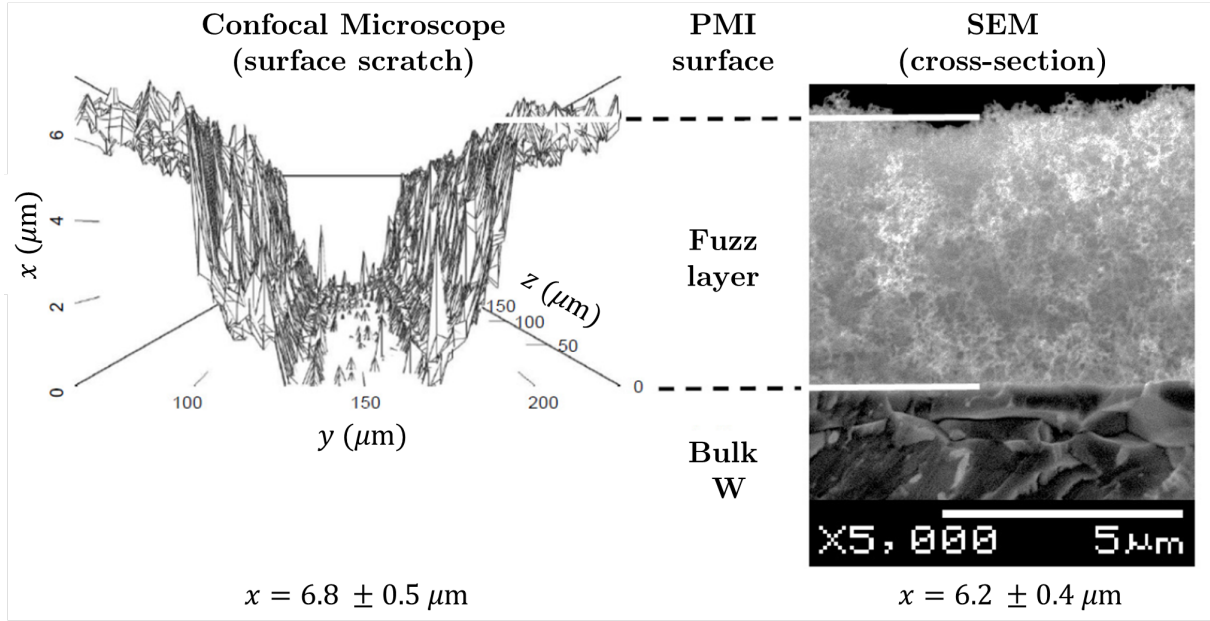 Confocal Microscope
(surface scratch)
PMI
surface
SEM
(cross-section)
6
4
2
0
x (μm)
100
150
200
y (μm)
z (μm)
150
100
50
0
Fuzz
layer
Bulk
W
X5,000 5μm
x = 6.8 ± 0.5 μm
x = 6.2 ± 0.4 μm